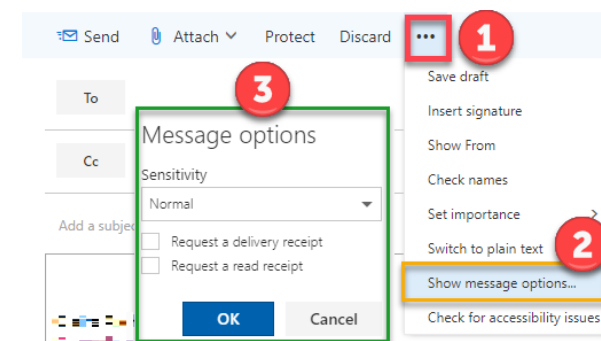 Send Attach Protect Discard ... 1
Save draft
To
3
Insert signature
Message options
Show From
Cc
Sensitivity
Check names
Normal
Set importance
Add a subjec
Request a delivery receipt
Switch to plain text
2
Request a read receipt
Show message options...
OK Cancel
Check for accessibility issues